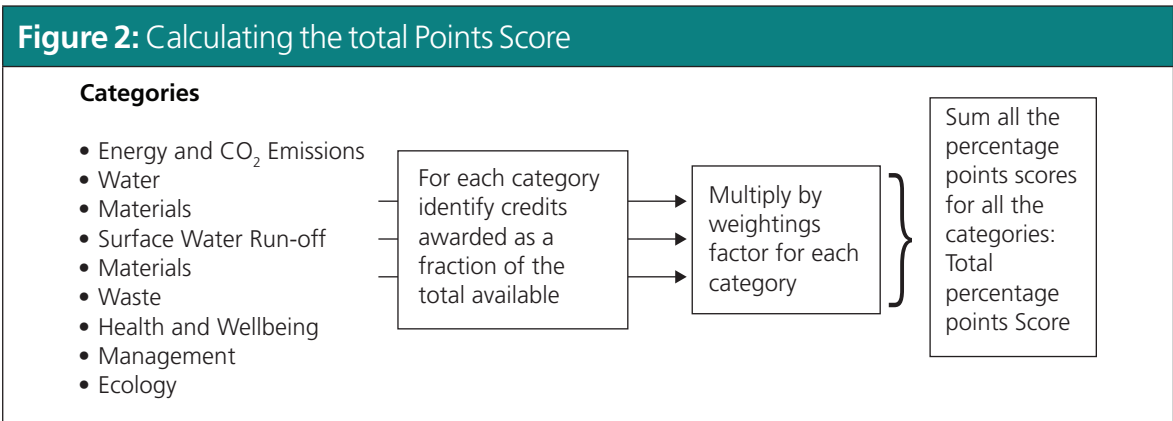 Figure 2: Calculating the total Points Score
Categories
• Energy and CO₂ Emissions
• Water
• Materials
• Surface Water Run-off
• Materials
• Waste
• Health and Wellbeing
• Management
• Ecology
For each category
identify credits
awarded as a
fraction of the
total available
Multiply by
weightings
factor for each
category
Sum all the
percentage
points scores
for all the
categories:
Total
percentage
points Score